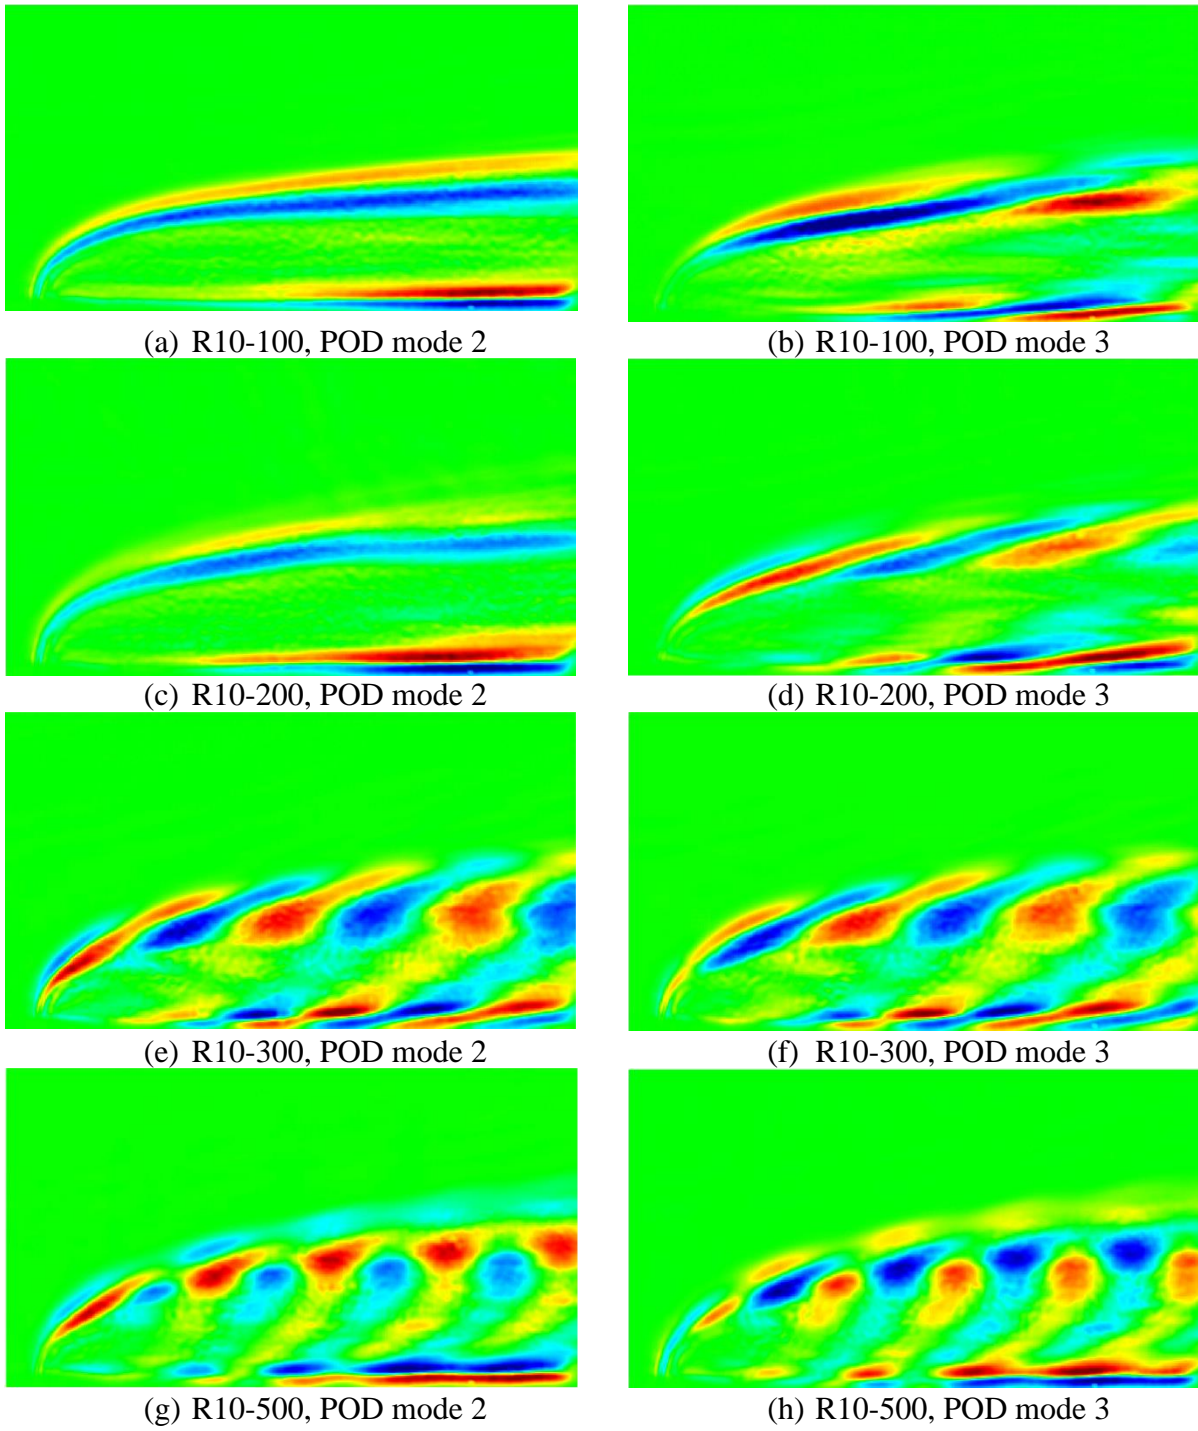 (a) R10-100, POD mode 2
(b) R10-100, POD mode 3
(c) R10-200, POD mode 2
(d) R10-200, POD mode 3
(e) R10-300, POD mode 2
(f) R10-300, POD mode 3
(g) R10-500, POD mode 2
(h) R10-500, POD mode 3